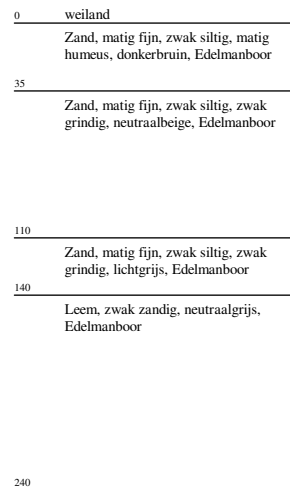 0 weiland
Zand, matig fijn, zwak siltig, matig
humeus, donkerbruin, Edelmanboor
35
Zand, matig fijn, zwak siltig, zwak
grindig, neutraalbeige, Edelmanboor
110
Zand, matig fijn, zwak siltig, zwak
grindig, lichtgrijs, Edelmanboor
140
Leem, zwak zandig, neutraalgrijs,
Edelmanboor
240